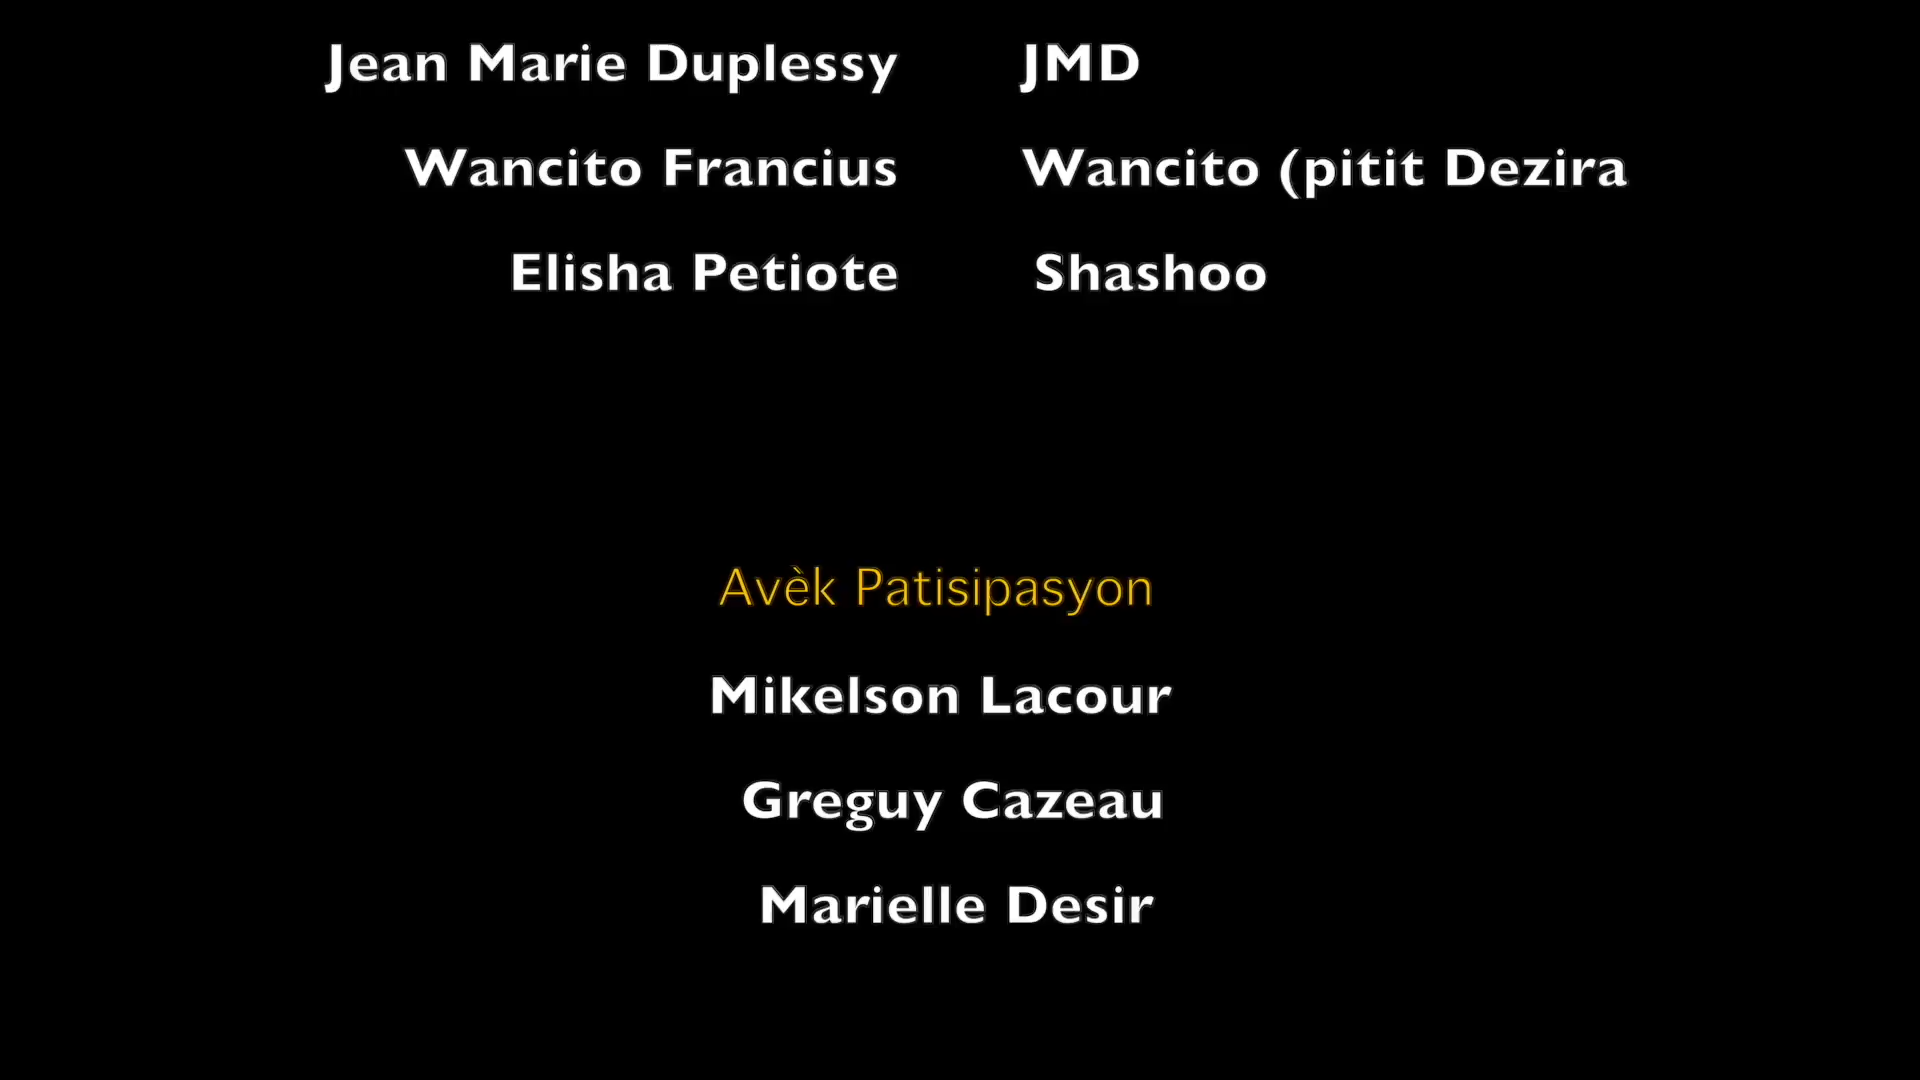 Jean Marie Duplessy JMD
Wancito Francius Wancito (pitit Dezira
Elisha Petiote Shashoo
Avèk Patisipasyon
Mikelson Lacour
Greguy Cazeau
Marielle Desir